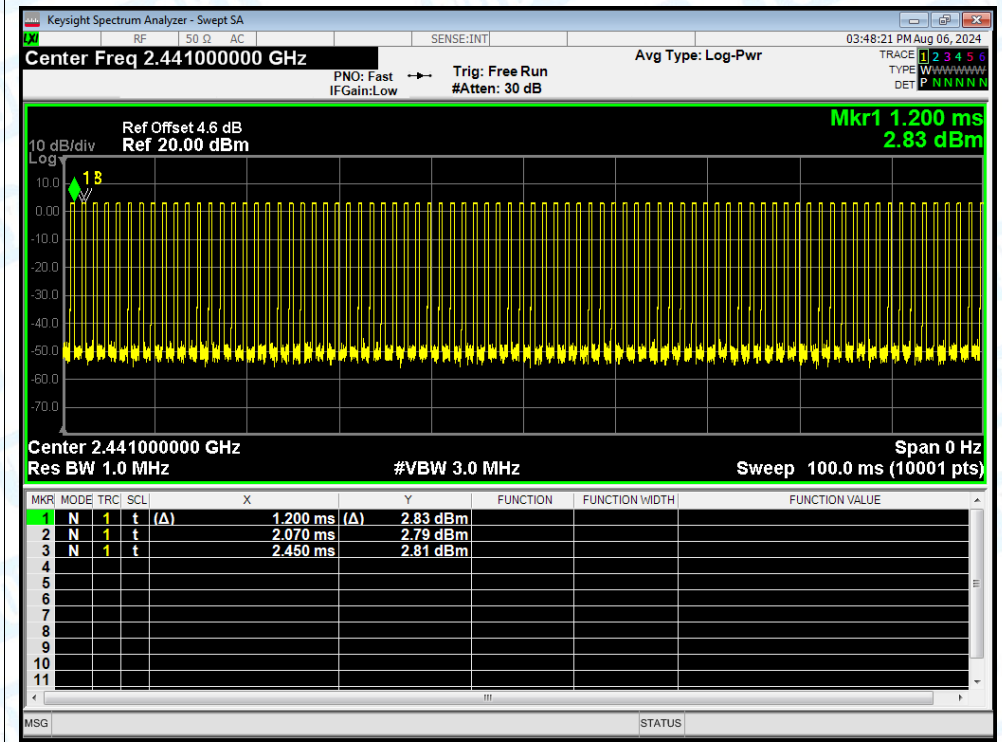 Keysight Spectrum Analyzer - Swept SA
LXI RF 50 Ω AC SENSE:INT 03:48:21 PM Aug 06, 2024
Center Freq 2.441000000 GHz
PNO: Fast
IFGain:Low
Trig: Free Run
#Atten: 30 dB
Avg Type: Log-Pwr
TRACE 1 2 3 4 5 6
TYPE WWWWWW
DET P N N N N N
Ref Offset 4.6 dB
10 dB/div Ref 20.00 dBm
Log
Mkr1 1.200 ms
2.83 dBm
1 3
10.0
0.00
-10.0
-20.0
-30.0
-40.0
-50.0
-60.0
-70.0
Center 2.441000000 GHz Span 0 Hz
Res BW 1.0 MHz #VBW 3.0 MHz Sweep 100.0 ms (10001 pts)
MKR MODE TRC SCL X Y FUNCTION FUNCTION WIDTH FUNCTION VALUE
1 N 1 t (Δ) 1.200 ms (Δ) 2.83 dBm
2 N 1 t 2.070 ms 2.79 dBm
3 N 1 t 2.450 ms 2.81 dBm
4
5
6
7
8
9
10
11
MSG STATUS